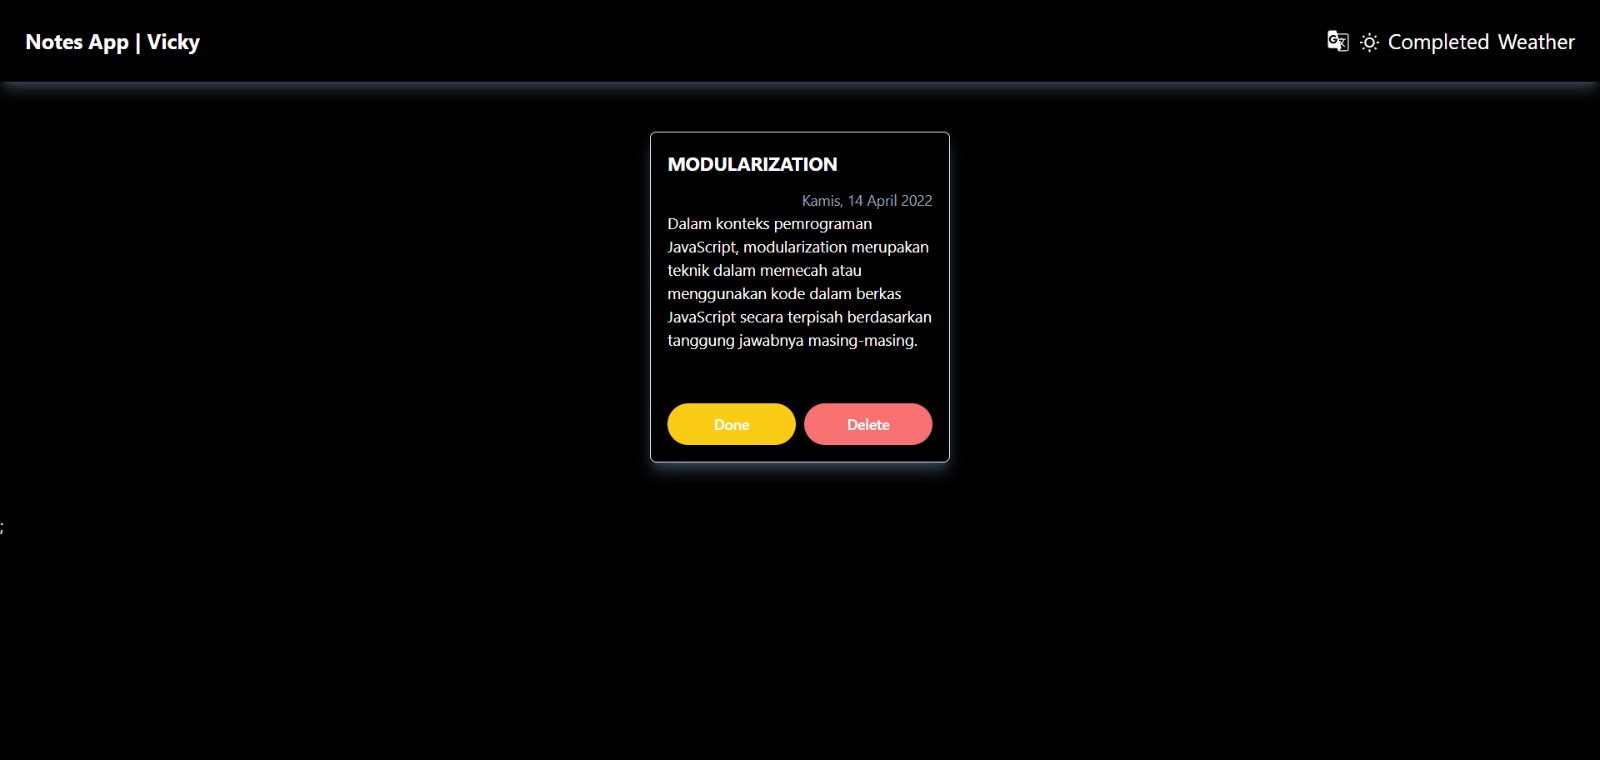 Notes App | Vicky
Completed Weather
MODULARIZATION
Kamis, 14 April 2022
Dalam konteks pemrograman
JavaScript, modularization merupakan
teknik dalam memecah atau
menggunakan kode dalam berkas
JavaScript secara terpisah berdasarkan
tanggung jawabnya masing-masing.
Done Delete
;